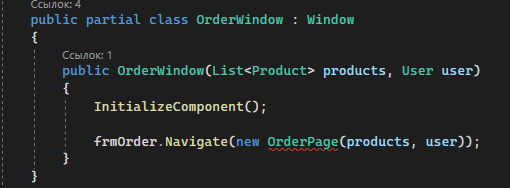 Ссылок: 4
public partial class OrderWindow : Window
{
Ссылок: 1
public OrderWindow(List<Product> products, User user)
{
InitializeComponent();
frmOrder.Navigate(new OrderPage(products, user));
}
}